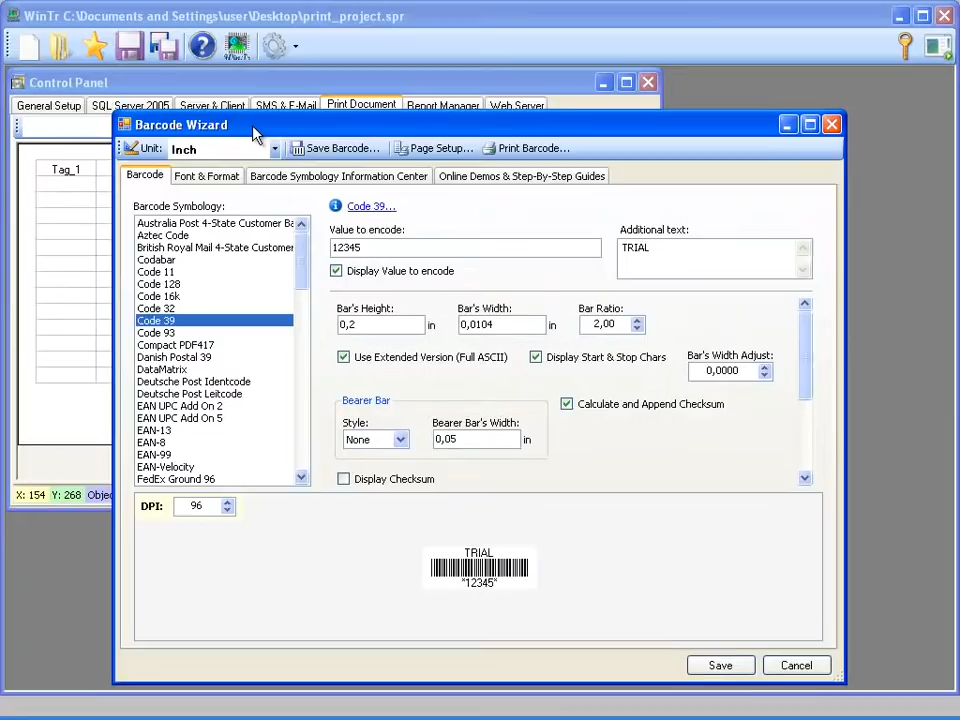 WinTr C:\Documents and Settings\user\Desktop\print_project.spr
WinTr
Control Panel
General Setup SQL Server 2005 Server & Client SMS & E-Mail Print Document Report Manager Web Server
Tag_1
X: 154 Y: 268 Objec
Barcode Wizard
Unit: Inch Save Barcode... Page Setup... Print Barcode...
Barcode Font & Format Barcode Symbology Information Center Online Demos & Step-By-Step Guides
Barcode Symbology:
Australia Post 4-State Customer Ba
Aztec Code
British Royal Mail 4-State Customer
Codabar
Code 11
Code 128
Code 16k
Code 32
Code 39
Code 93
Compact PDF417
Danish Postal 39
DataMatrix
Deutsche Post Identcode
Deutsche Post Leitcode
EAN UPC Add On 2
EAN UPC Add On 5
EAN-13
EAN-8
EAN-99
EAN-Velocity
FedEx Ground 96
Code 39...
Value to encode: Additional text:
12345 TRIAL
Display Value to encode
Bar's Height: Bar's Width: Bar Ratio:
0,2 in 0,0104 in 2,00
Use Extended Version (Full ASCII) Display Start & Stop Chars Bar's Width Adjust:
0,0000
Bearer Bar Calculate and Append Checksum
Style: Bearer Bar's Width:
None 0,05 in
Display Checksum
DPI: 96
TRIAL
*12345*
Save Cancel